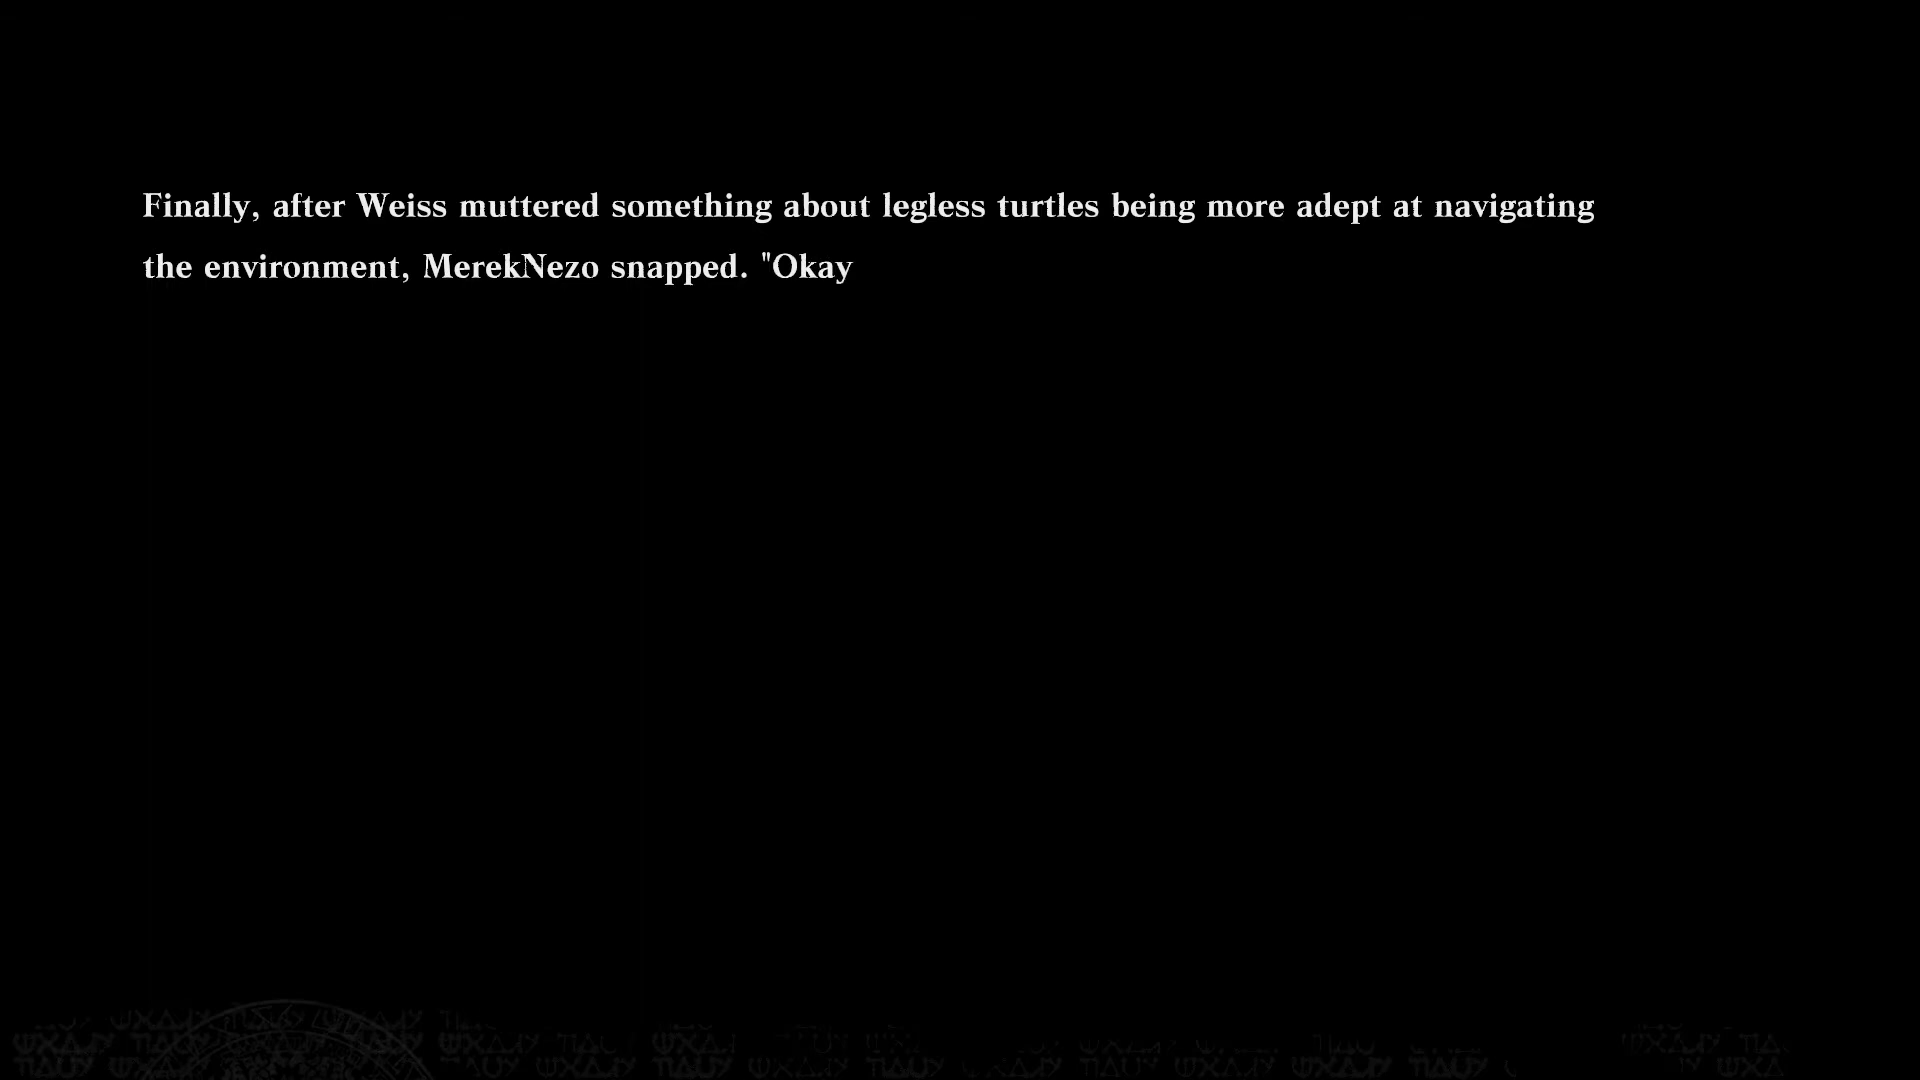 Finally, after Weiss muttered something about legless turtles being more adept at navigating
the environment, MerekNezo snapped. "Okay